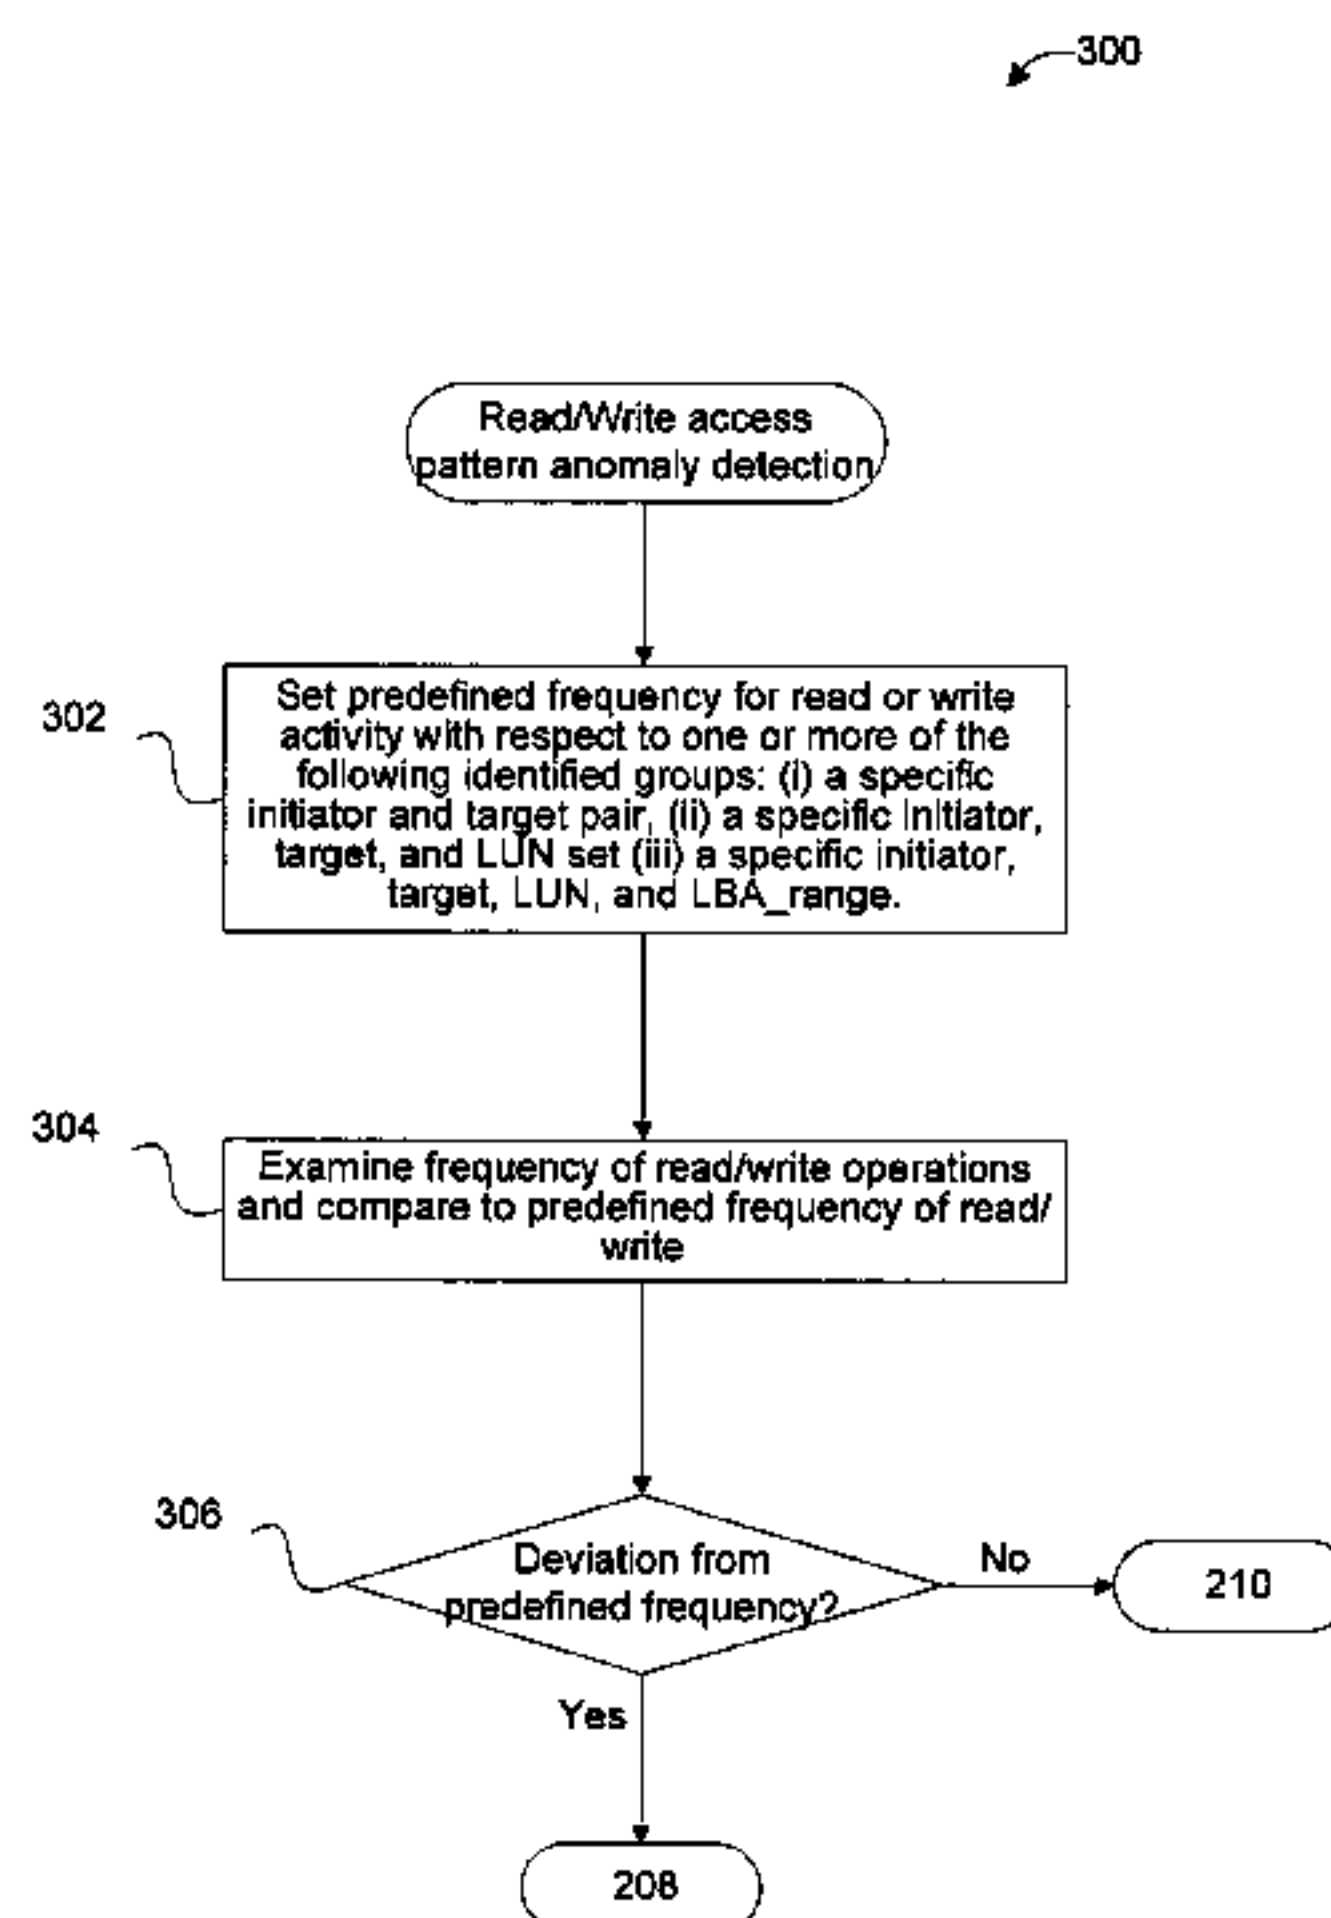 300
Read/Write access
pattern anomaly detection
302
Set predefined frequency for read or write
activity with respect to one or more of the
following identified groups: (i) a specific
initiator and target pair, (ii) a specific initiator,
target, and LUN set (iii) a specific initiator,
target, LUN, and LBA_range.
304
Examine frequency of read/write operations
and compare to predefined frequency of read/
write
306
Deviation from
predefined frequency?
No
210
Yes
208